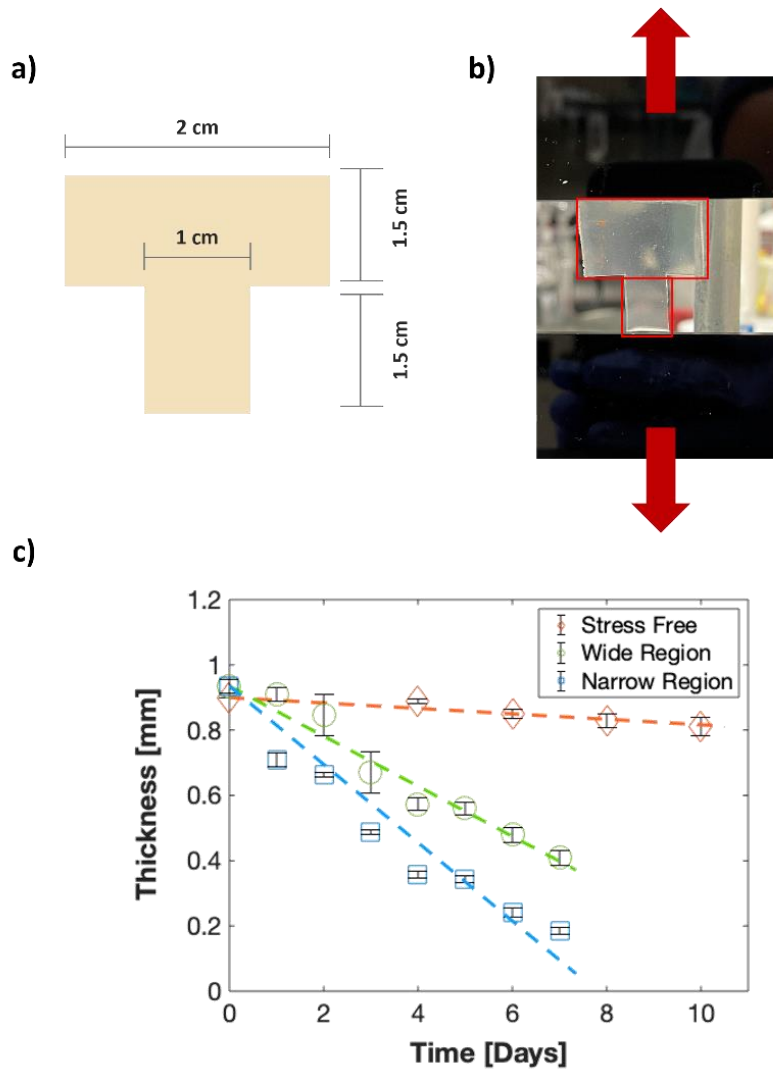 a)
2 cm
1 cm
1.5 cm
1.5 cm
b)
c)
Thickness [mm]
1.2
1
0.8
0.6
0.4
0.2
0
Stress Free
Wide Region
Narrow Region
0
2
4
6
8
10
Time [Days]